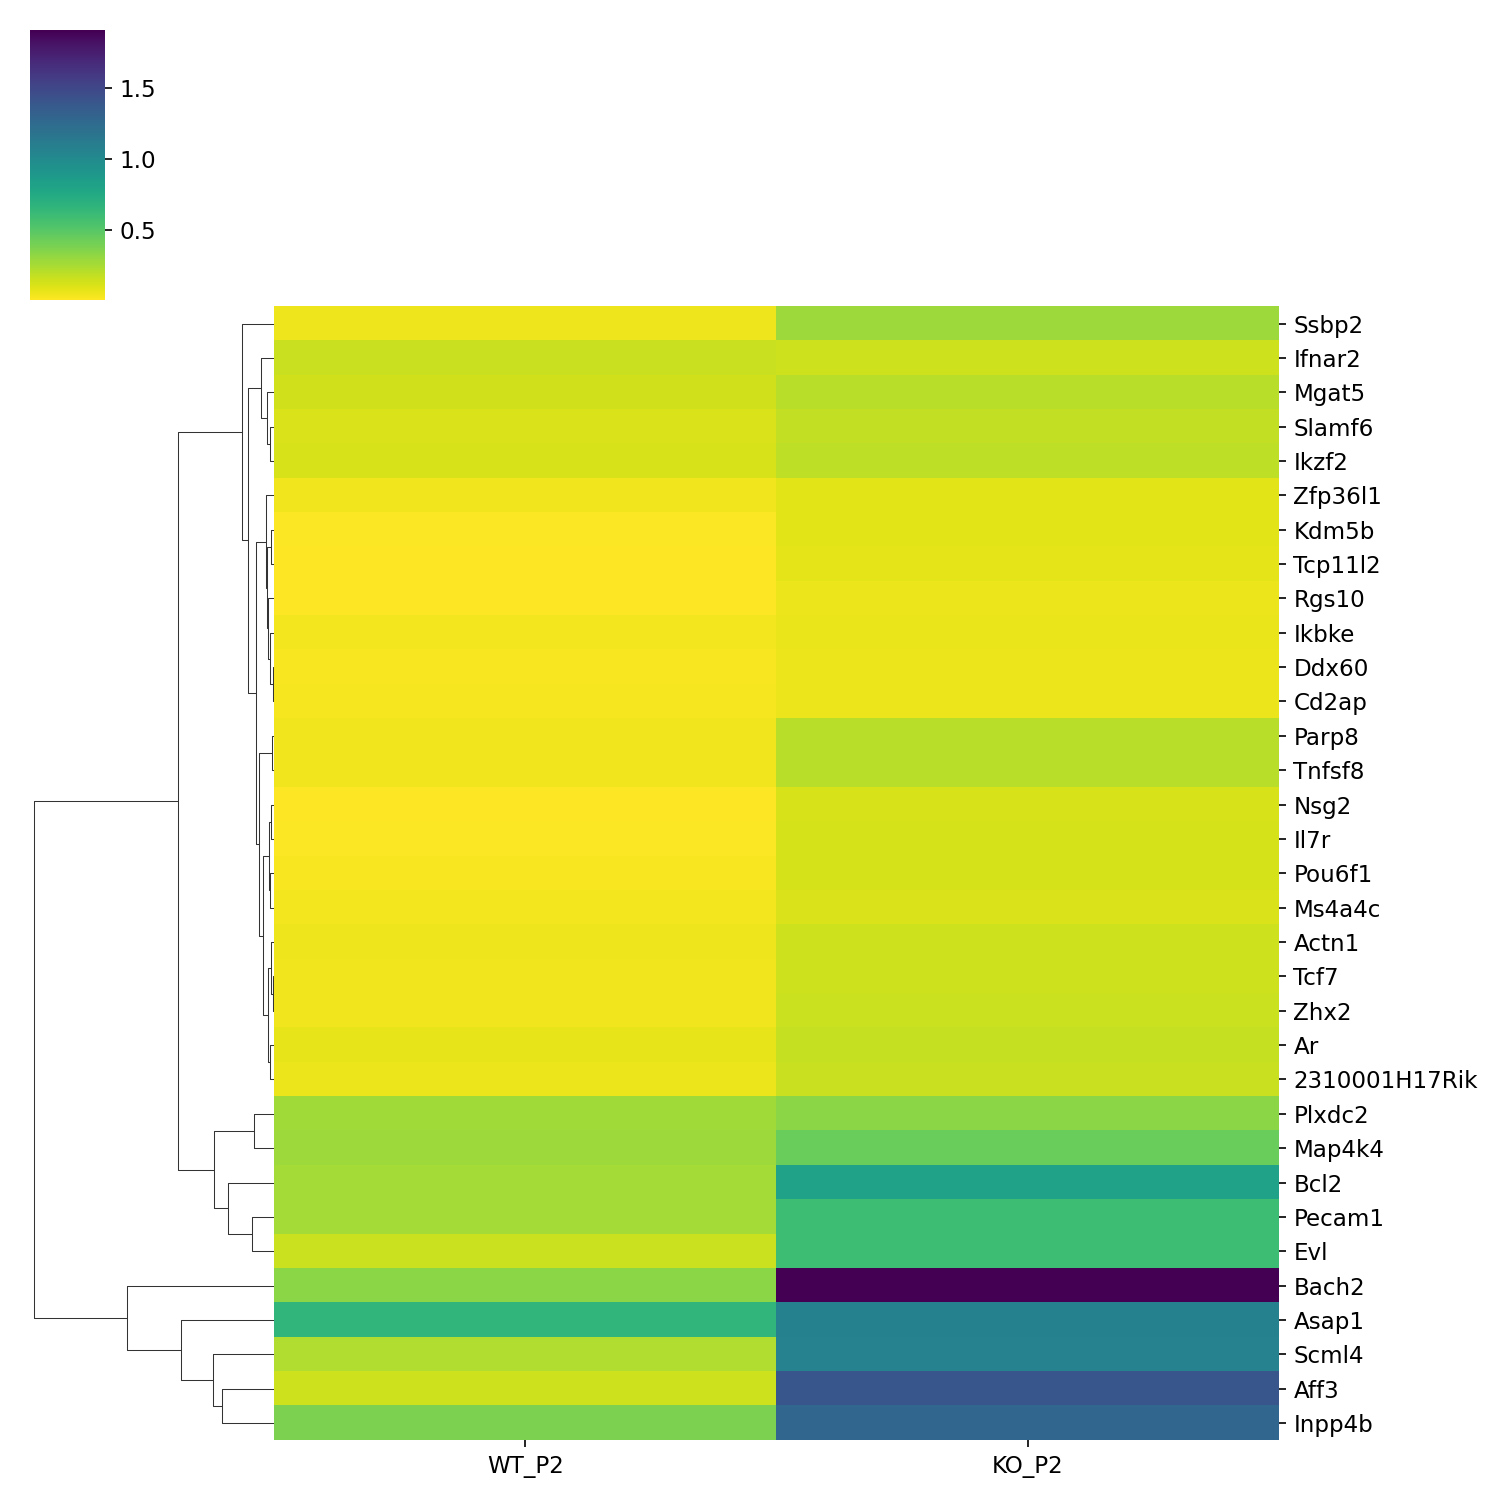 1.5
1.0
0.5
Ssbp2
Ifnar2
Mgat5
Slamf6
Ikzf2
Zfp36l1
Kdm5b
Tcp11l2
Rgs10
Ikbke
Ddx60
Cd2ap
Parp8
Tnfsf8
Nsg2
Il7r
Pou6f1
Ms4a4c
Actn1
Tcf7
Zhx2
Ar
2310001H17Rik
Plxdc2
Map4k4
Bcl2
Pecam1
Evl
Bach2
Asap1
Scml4
Aff3
Inpp4b
WT_P2 KO_P2